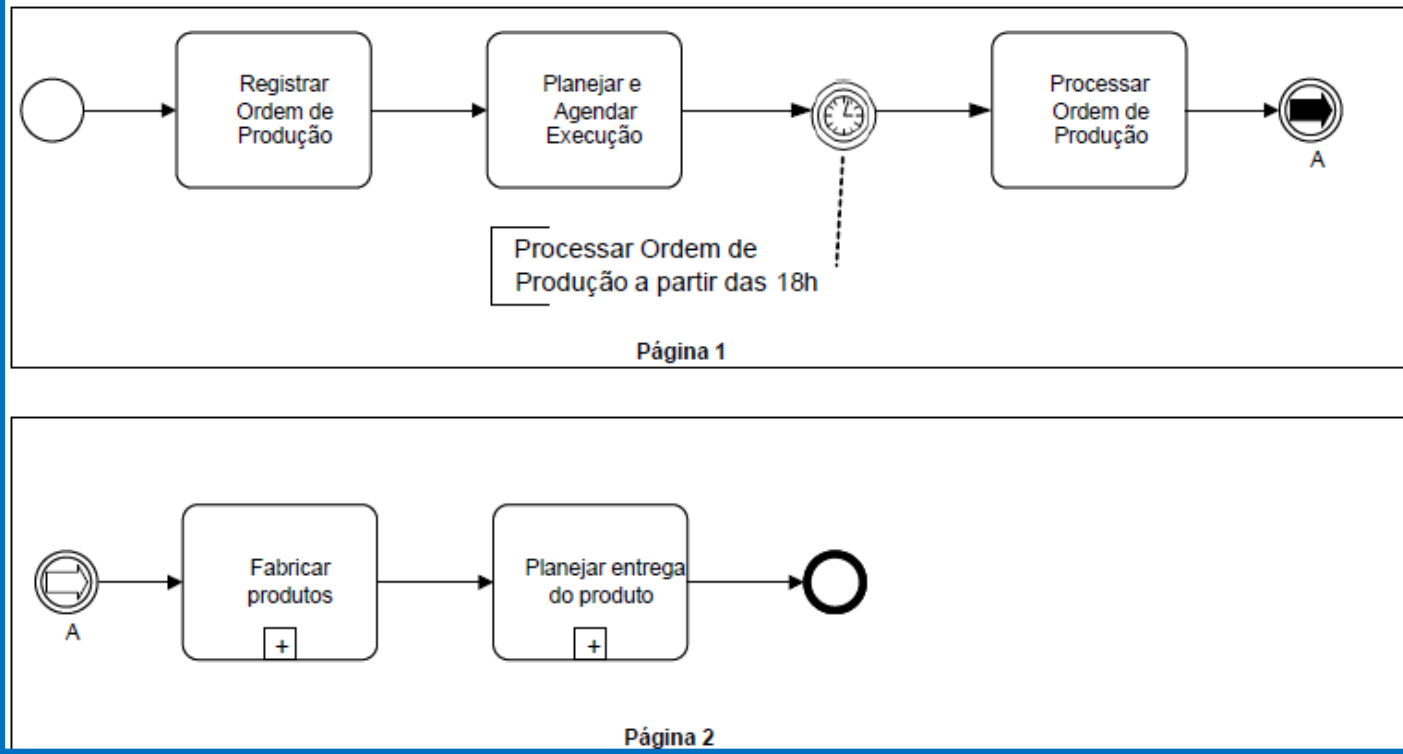 Registrar
Ordem de
Produção
Planejar e
Agendar
Execução
Processar
Ordem de
Produção
A
Processar Ordem de
Produção a partir das 18h
Página 1
A
Fabricar
produtos
+
Planejar entrega
do produto
+
Página 2